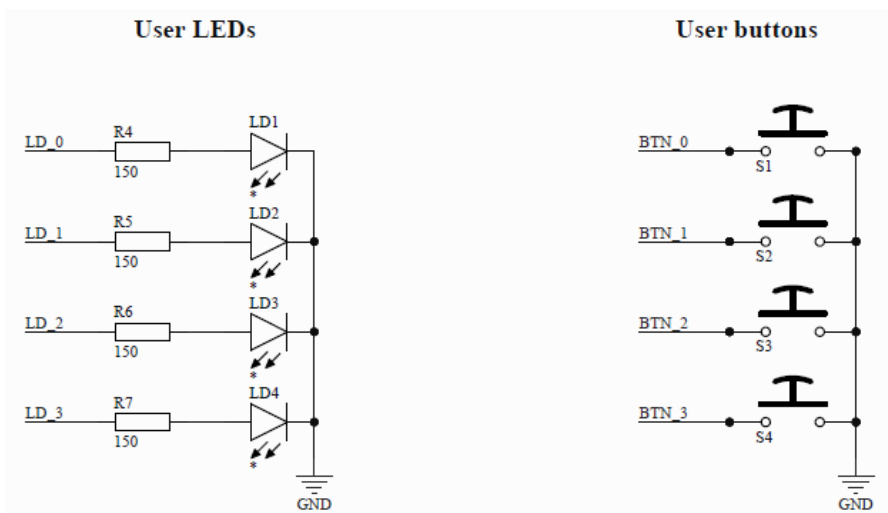 User LEDs
LD_0
R4
150
LD1
*
LD_1
R5
150
LD2
*
LD_2
R6
150
LD3
*
LD_3
R7
150
LD4
*
GND
User buttons
BTN_0
S1
BTN_1
S2
BTN_2
S3
BTN_3
S4
GND